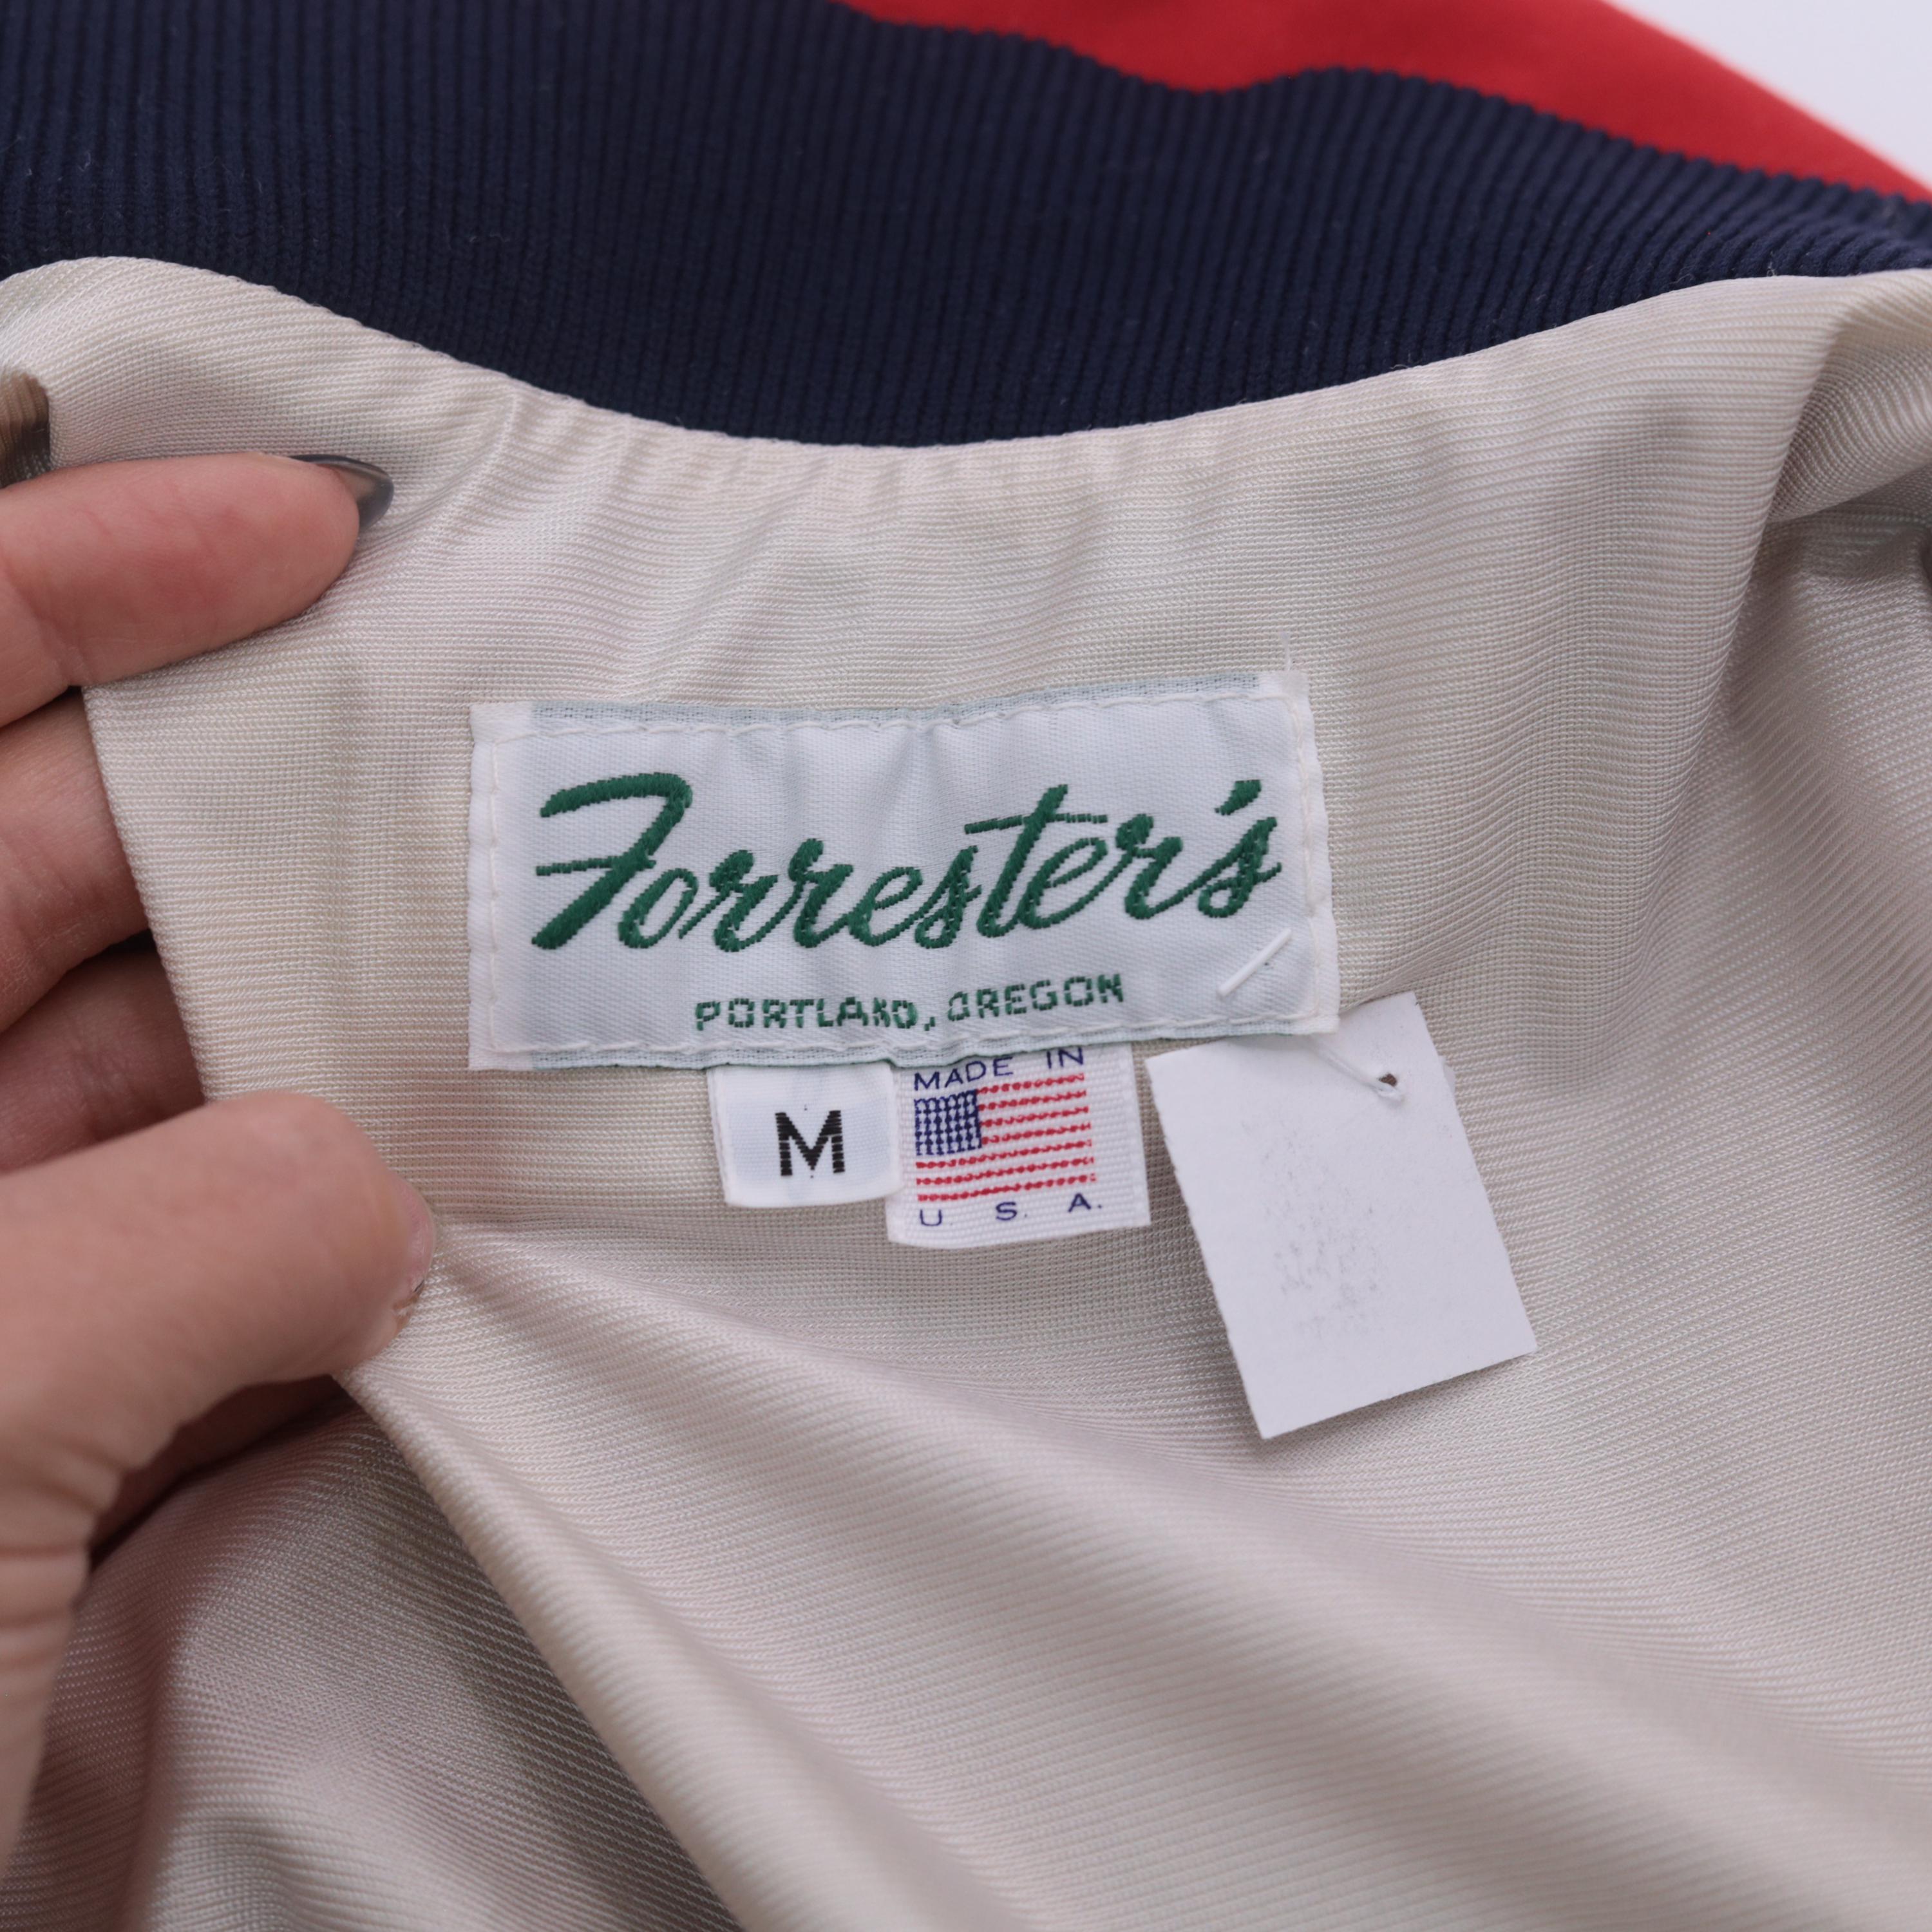 Forrester's
PORTLAND, OREGON
M
MADE IN
U. S. A.